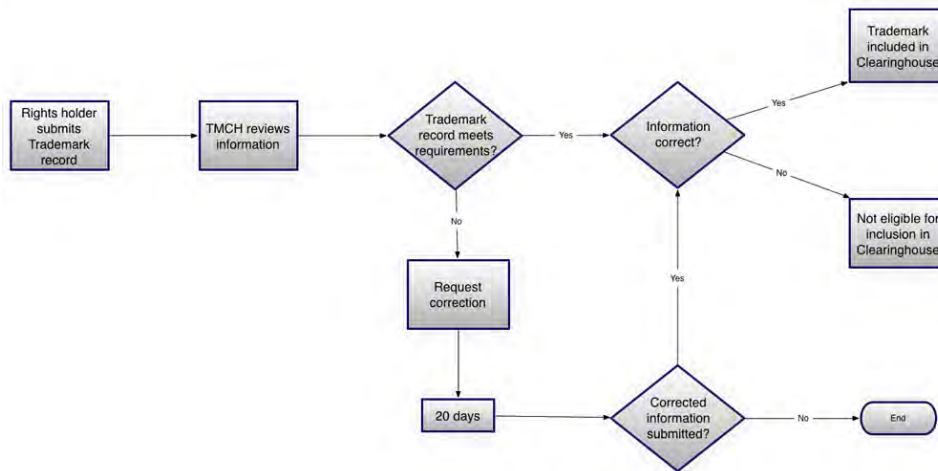 Trademark
included in
Clearinghouse
Yes
Rights holder
submits
Trademark
record
TMCH reviews
information
Trademark
record meets
requirements?
Yes
Information
correct?
No
No
Not eligible for
inclusion in
Clearinghouse
Request
correction
Yes
20 days
Corrected
information
submitted?
No
End